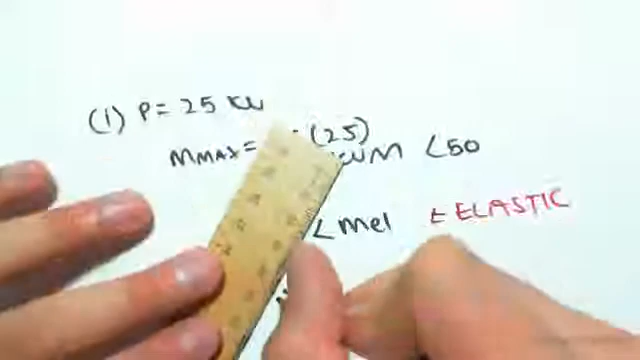 (1) P = 25 KN
MMAX = (25) KNM < 50
< Mel ELASTIC